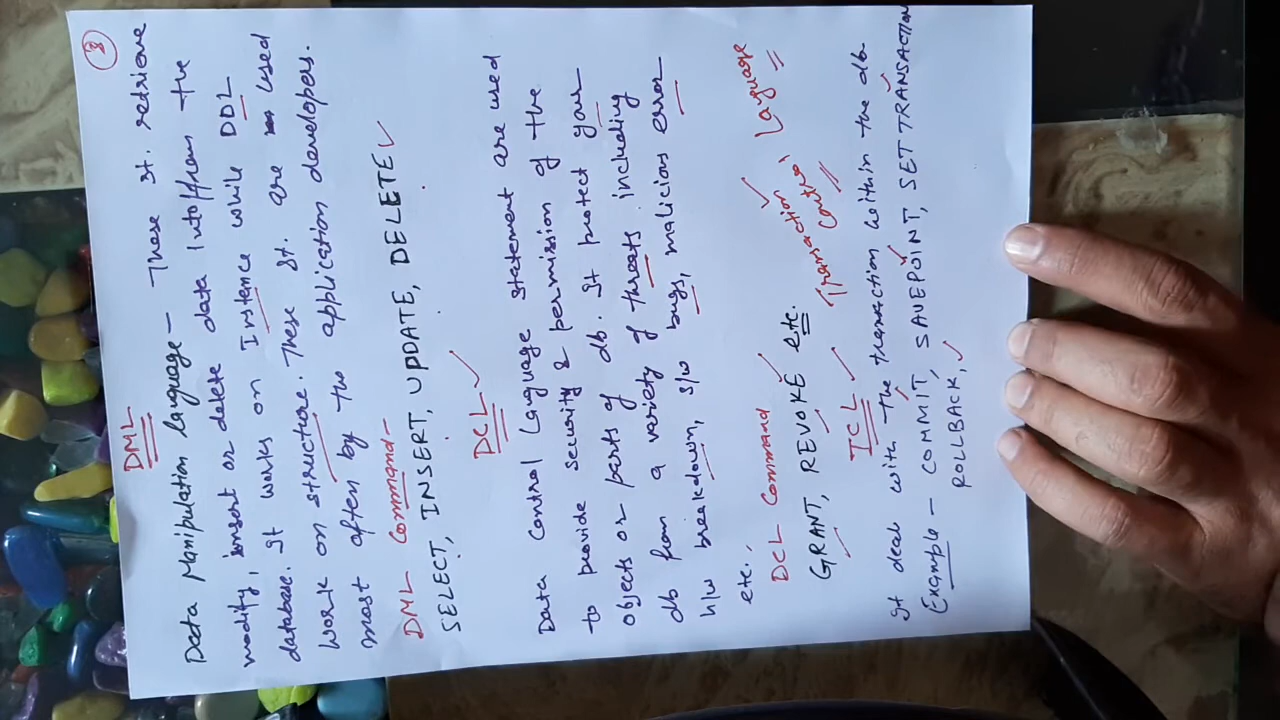 3
DML
Data Manipulation language - These st. retrieve
modify, insert or delete data Into/from the
database. It works on Instence while DDL
work on structure. These st. are used
most often by the application developers.
DML Command-
SELECT, INSERT, UPDATE, DELETE
DCL
Data Control Language statement are used
to provide security & permission of the
objects or parts of db. It protect your
db from a variety of threats including
h/w breakdown, s/w bugs, malicious error
etc.
DCL Command
GRANT, REVOKE etc.
TCL Transaction Control Language
It deal with the transaction within the db.
Example - COMMIT, SAVEPOINT, SET TRANSACTION
ROLLBACK,